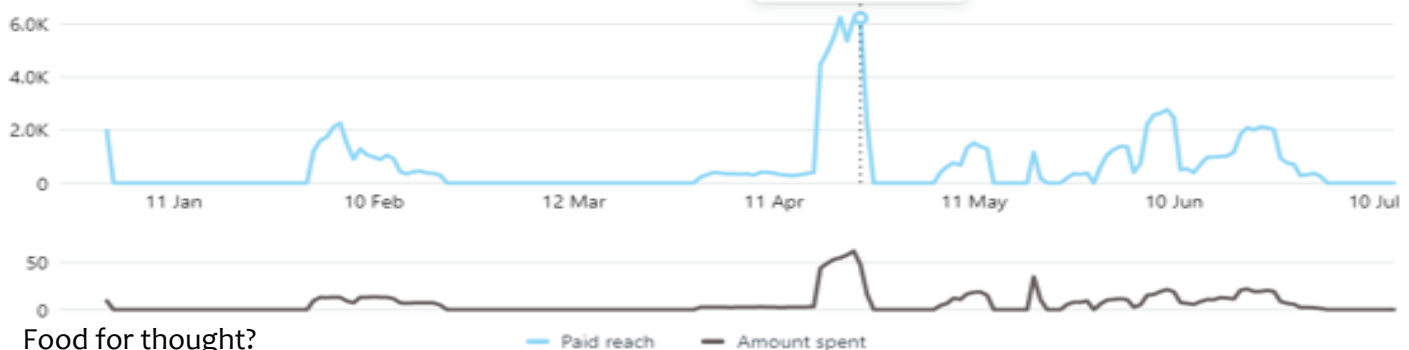 6.0K
4.0K
2.0K
0
11 Jan 10 Feb 12 Mar 11 Apr 11 May 10 Jun 10 Jul
50
0
Food for thought? Paid reach Amount spent